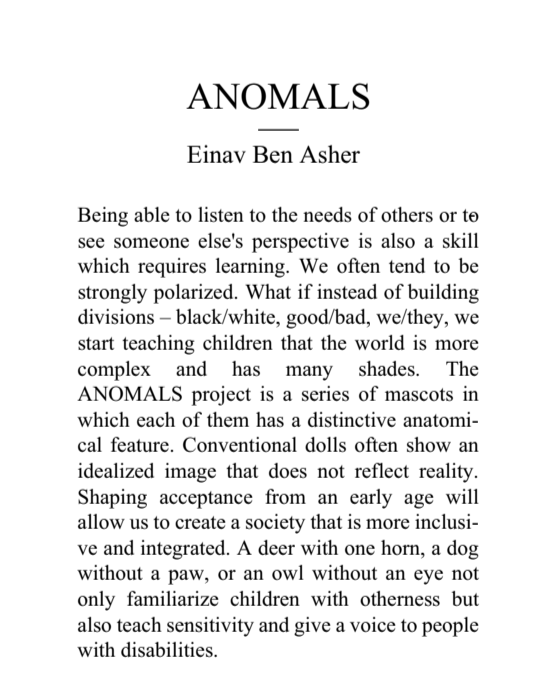 ANOMALS
Einav Ben Asher
Being able to listen to the needs of others or to
see someone else's perspective is also a skill
which requires learning. We often tend to be
strongly polarized. What if instead of building
divisions – black/white, good/bad, we/they, we
start teaching children that the world is more
complex and has many shades. The
ANOMALS project is a series of mascots in
which each of them has a distinctive anatomi-
cal feature. Conventional dolls often show an
idealized image that does not reflect reality.
Shaping acceptance from an early age will
allow us to create a society that is more inclusi-
ve and integrated. A deer with one horn, a dog
without a paw, or an owl without an eye not
only familiarize children with otherness but
also teach sensitivity and give a voice to people
with disabilities.